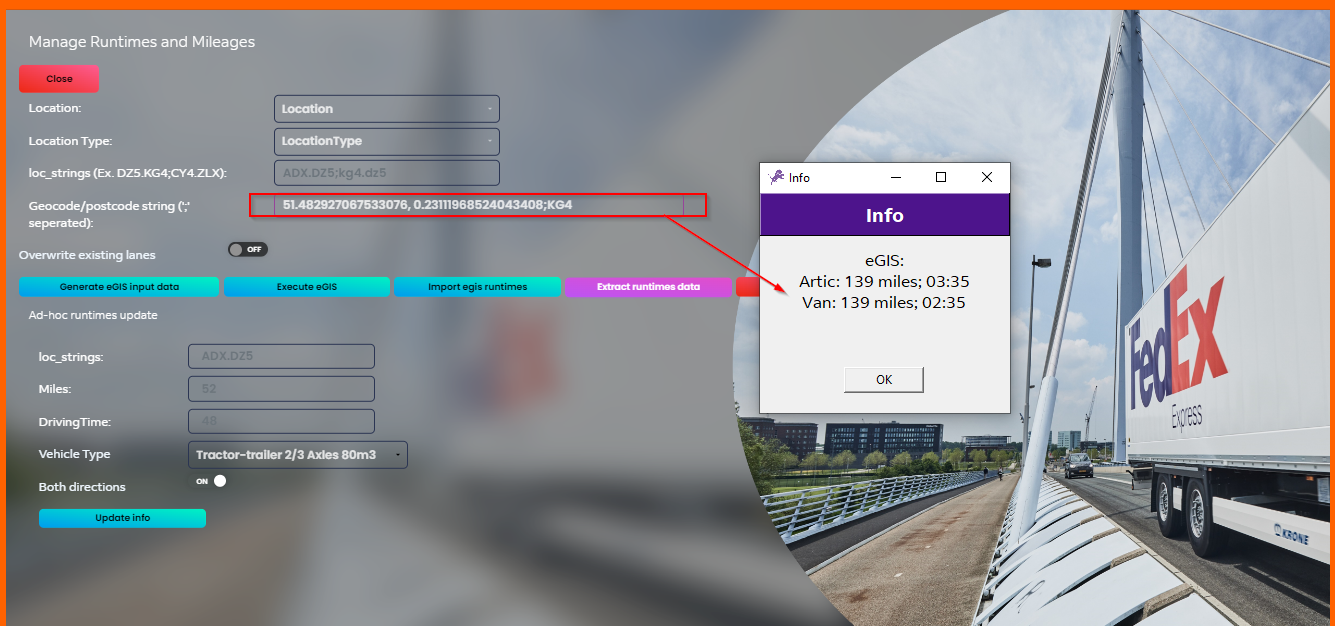 Manage Runtimes and Mileages
Close
Location:
Location
Location Type:
LocationType
loc_strings (Ex. DZ5.KG4;CY4.ZLX):
ADX.DZ5;kg4.dz5
Geocode/postcode string (';'
seperated):
51.482927067533076, 0.23111968524043408;KG4
Overwrite existing lanes
OFF
Generate eGIS input data
Execute eGIS
Import egis runtimes
Extract runtimes data
Ad-hoc runtimes update
loc_strings:
ADX.DZ5
Miles:
52
DrivingTime:
48
Vehicle Type
Tractor-trailer 2/3 Axles 80m3
Both directions
ON
Update info
Info
Info
eGIS:
Artic: 139 miles; 03:35
Van: 139 miles; 02:35
OK
FedEx
Express
KRONE